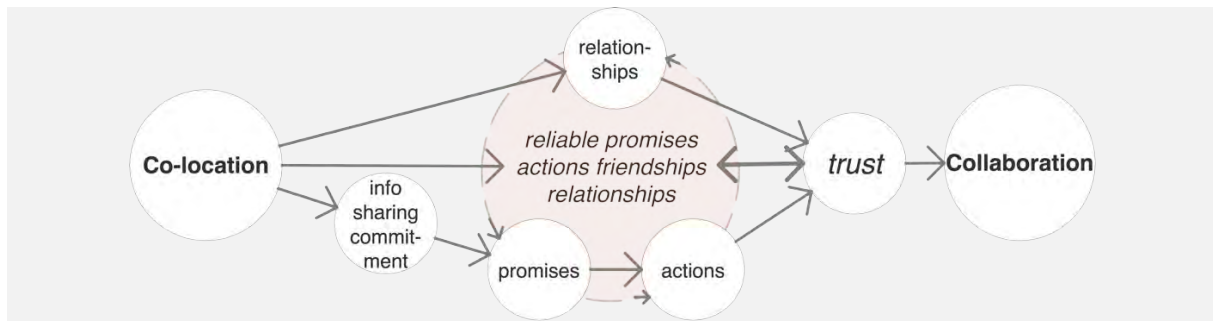 relation-
ships
Co-location
reliable promises
actions friendships
relationships
trust
Collaboration
info
sharing
commit-
ment
promises
actions